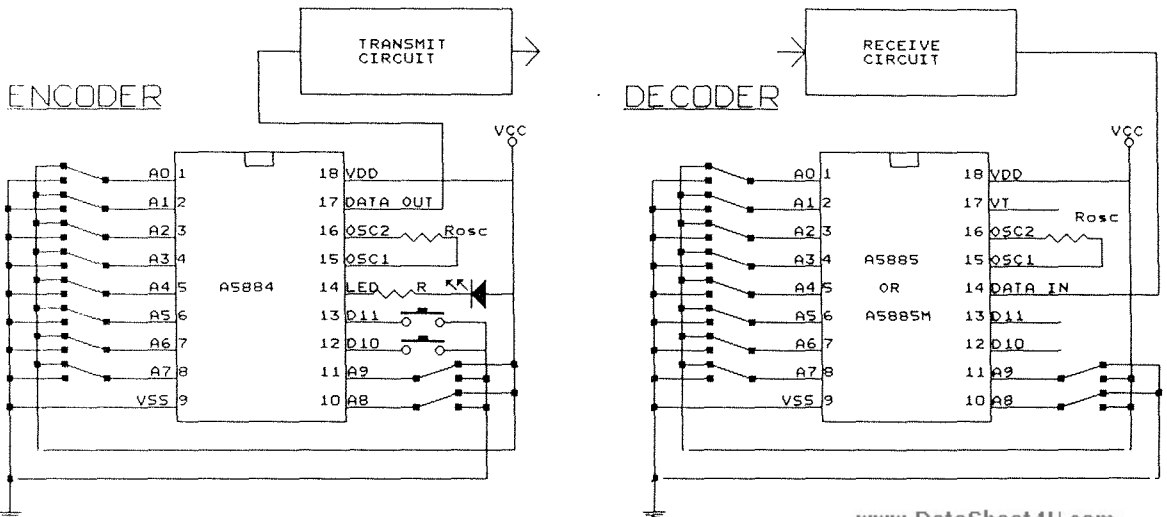 TRANSMIT
CIRCUIT
ENCODER
VCC
A0 1
A1 2
A2 3
A3 4
A4 5
A5 6
A6 7
A7 8
VSS 9
A5884
18 VDD
17 DATA OUT
16 OSC2
Rosc
15 OSC1
14 LED
R
13 D11
12 D10
11 A9
10 A8
RECEIVE
CIRCUIT
DECODER
VCC
A0 1
A1 2
A2 3
A3 4
A4 5
A5 6
A6 7
A7 8
VSS 9
A5885
OR
A5885M
18 VDD
17 VT
Rosc
16 OSC2
15 OSC1
14 DATA IN
13 D11
12 D10
11 A9
10 A8
www.DataSheet4U.com